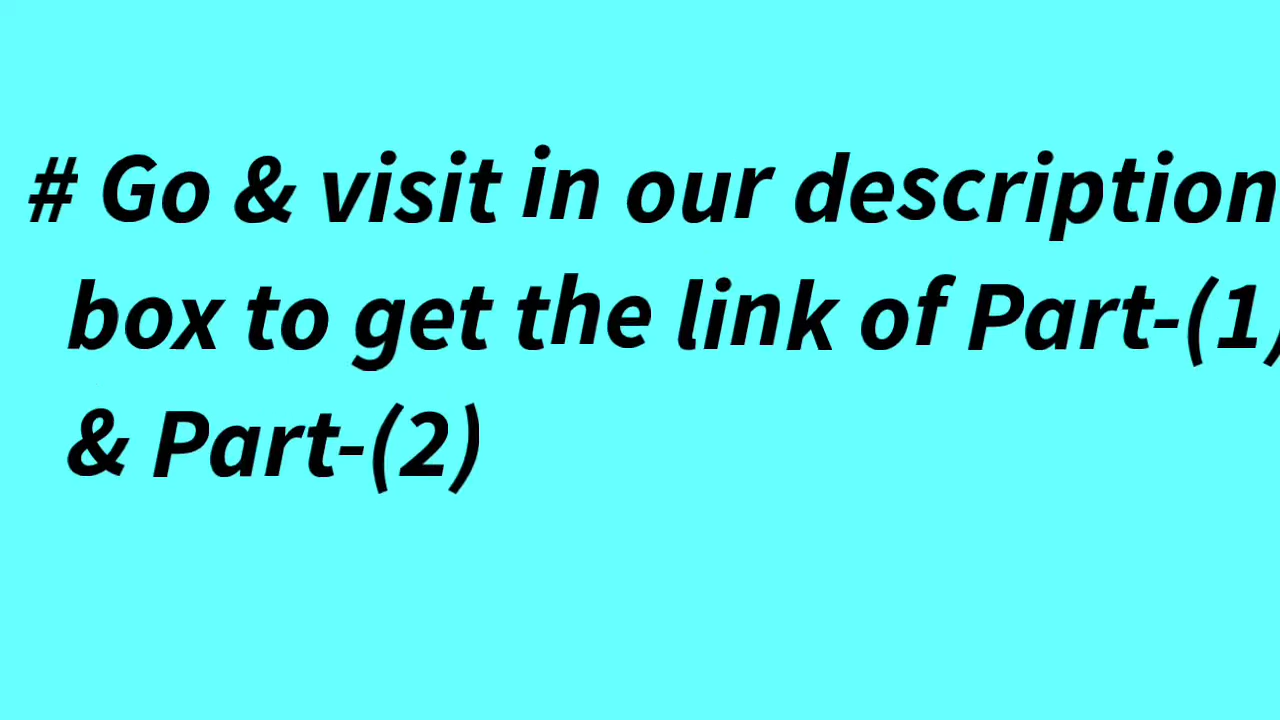 # Go & visit in our description
box to get the link of Part-(1)
& Part-(2)